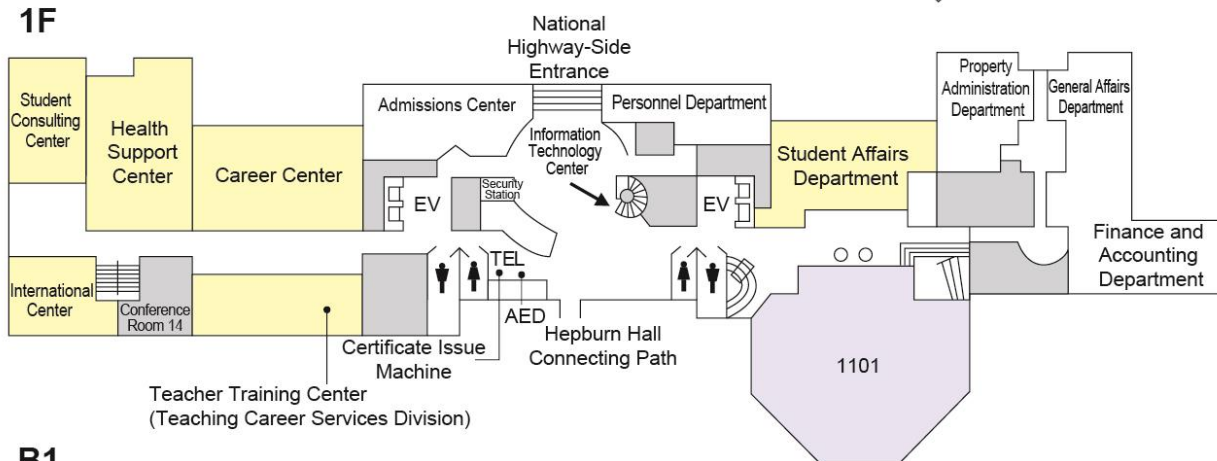 1F
National
Highway-Side
Entrance
Student
Consulting
Center
Health
Support
Center
Career Center
Admissions Center
Personnel Department
Information
Technology
Center
Property
Administration
Department
General Affairs
Department
Student Affairs
Department
EV
Security
Station
EV
Finance and
Accounting
Department
International
Center
Conference
Room 14
TEL
AED
Certificate Issue
Machine
Hepburn Hall
Connecting Path
1101
Teacher Training Center
(Teaching Career Services Division)
B1